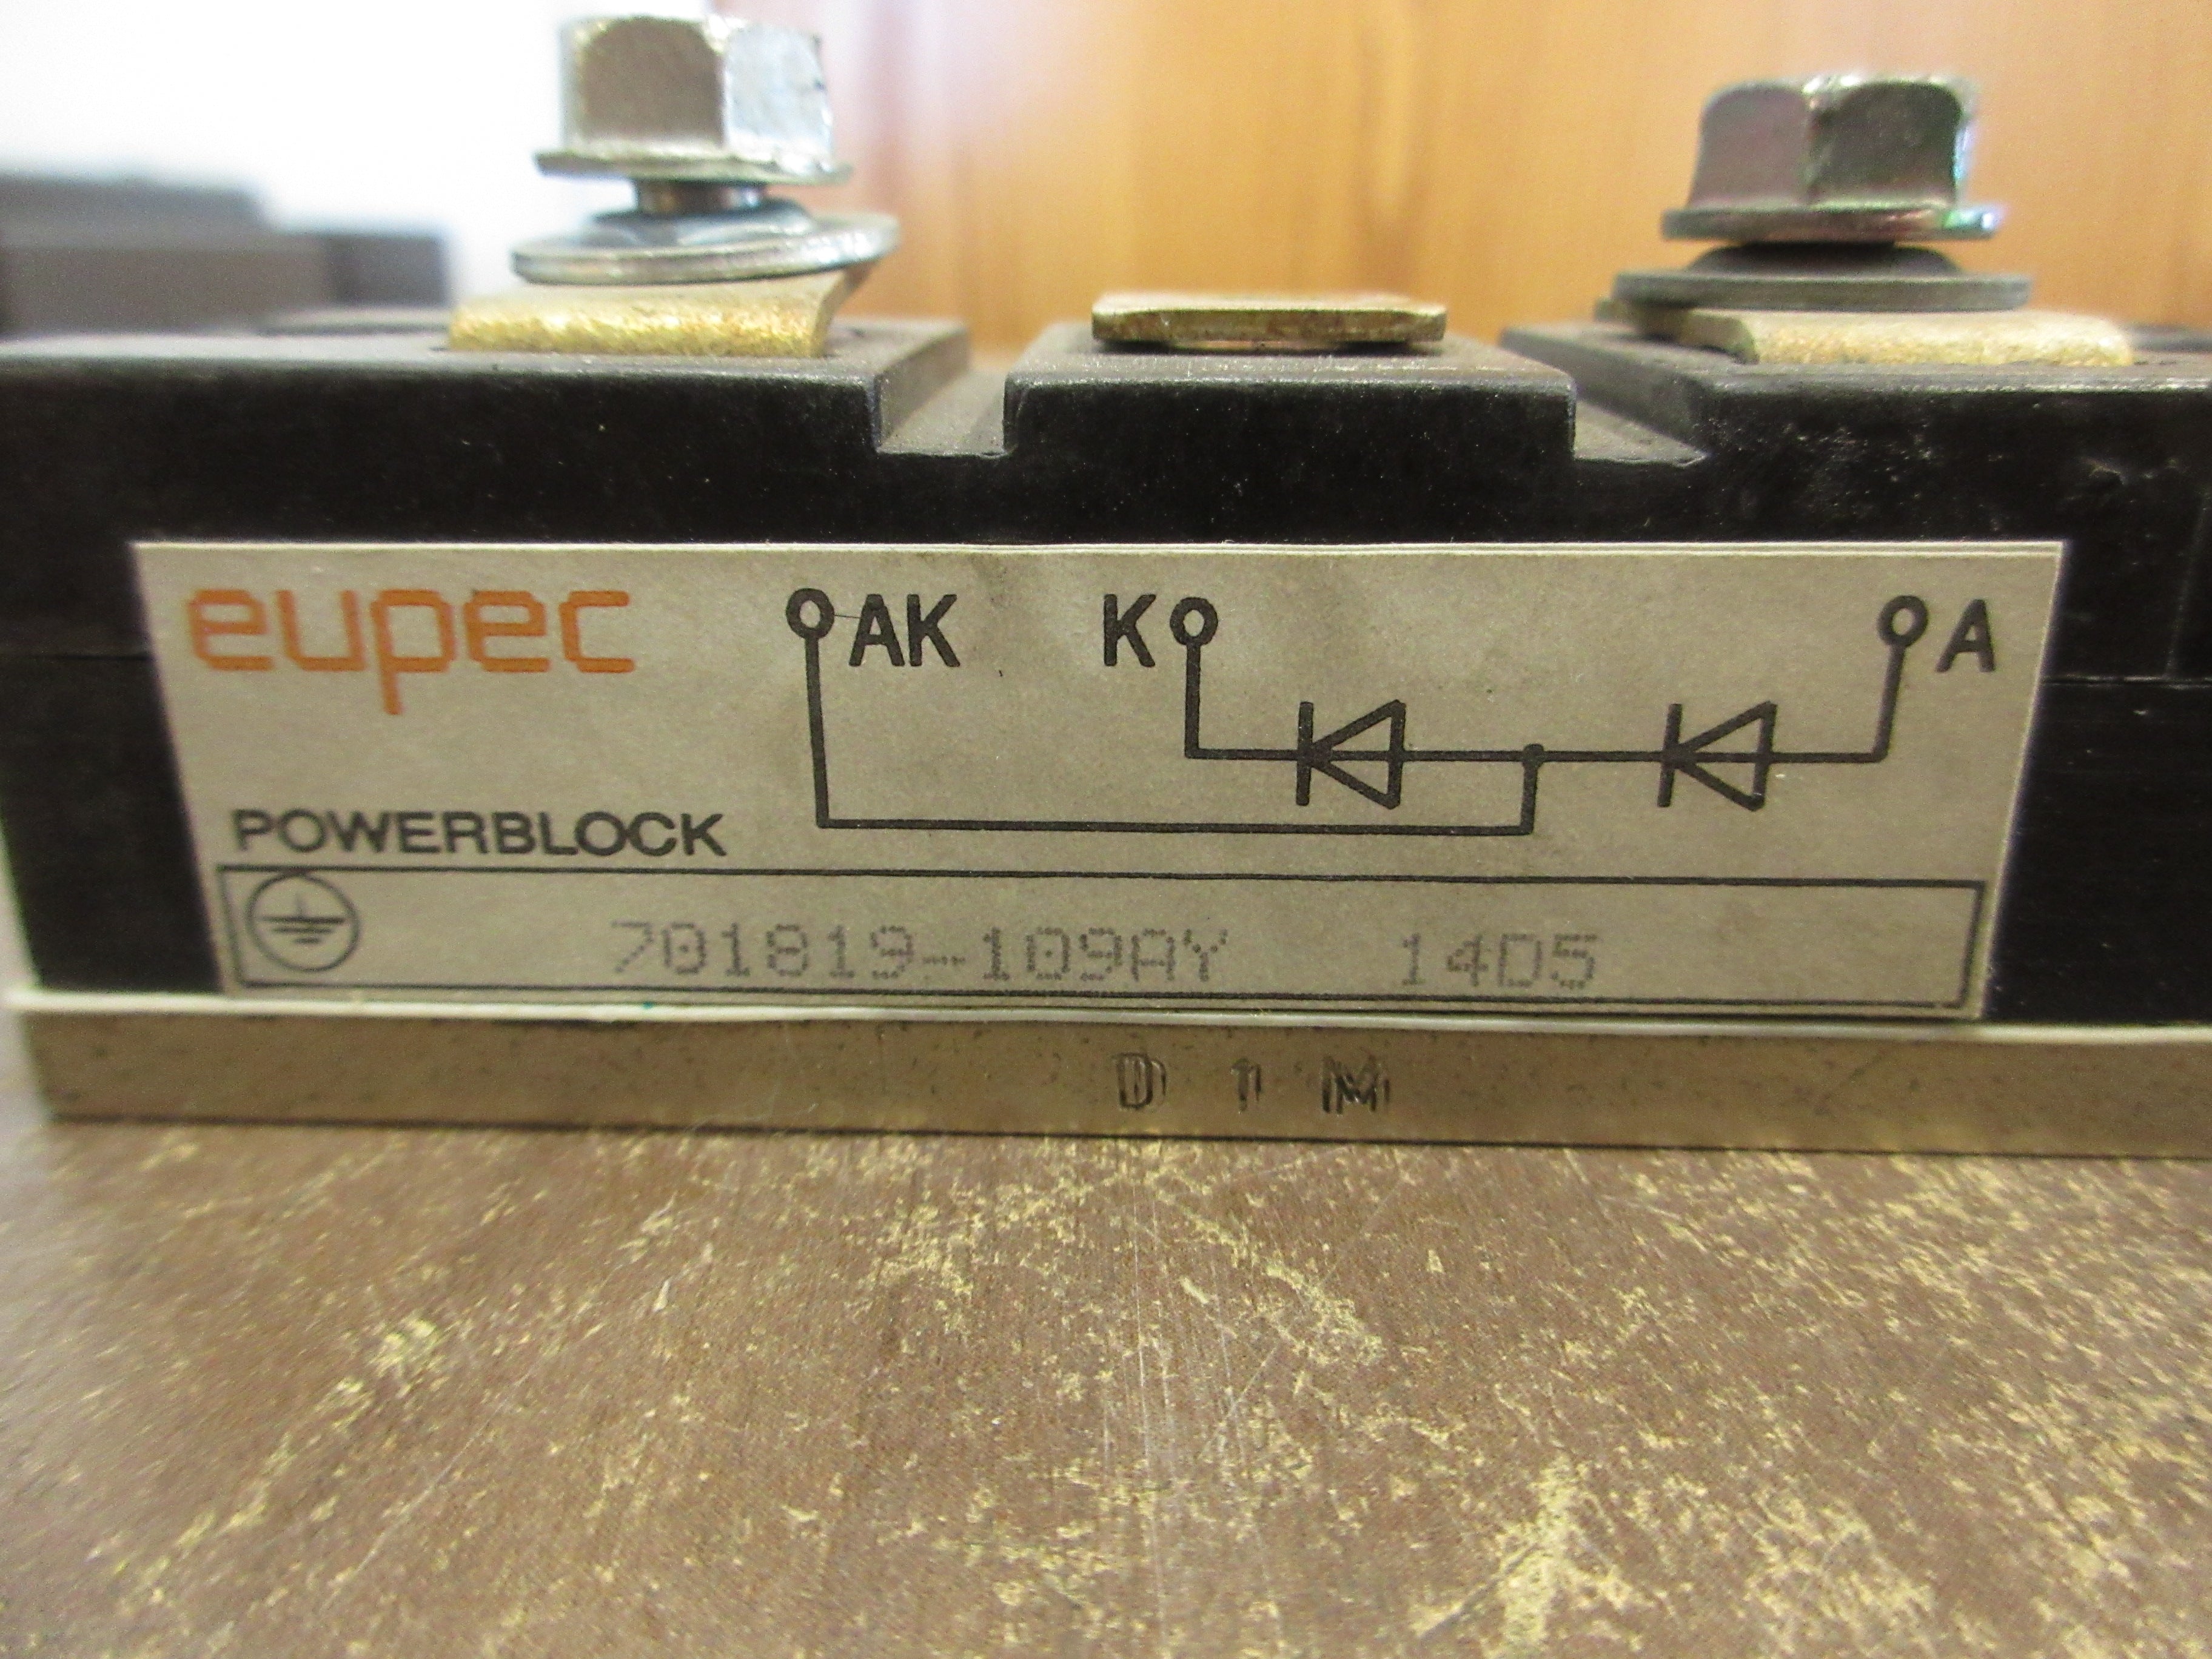 eupec
AK K A
POWERBLOCK
701819-109AY 14D5
D 1 M